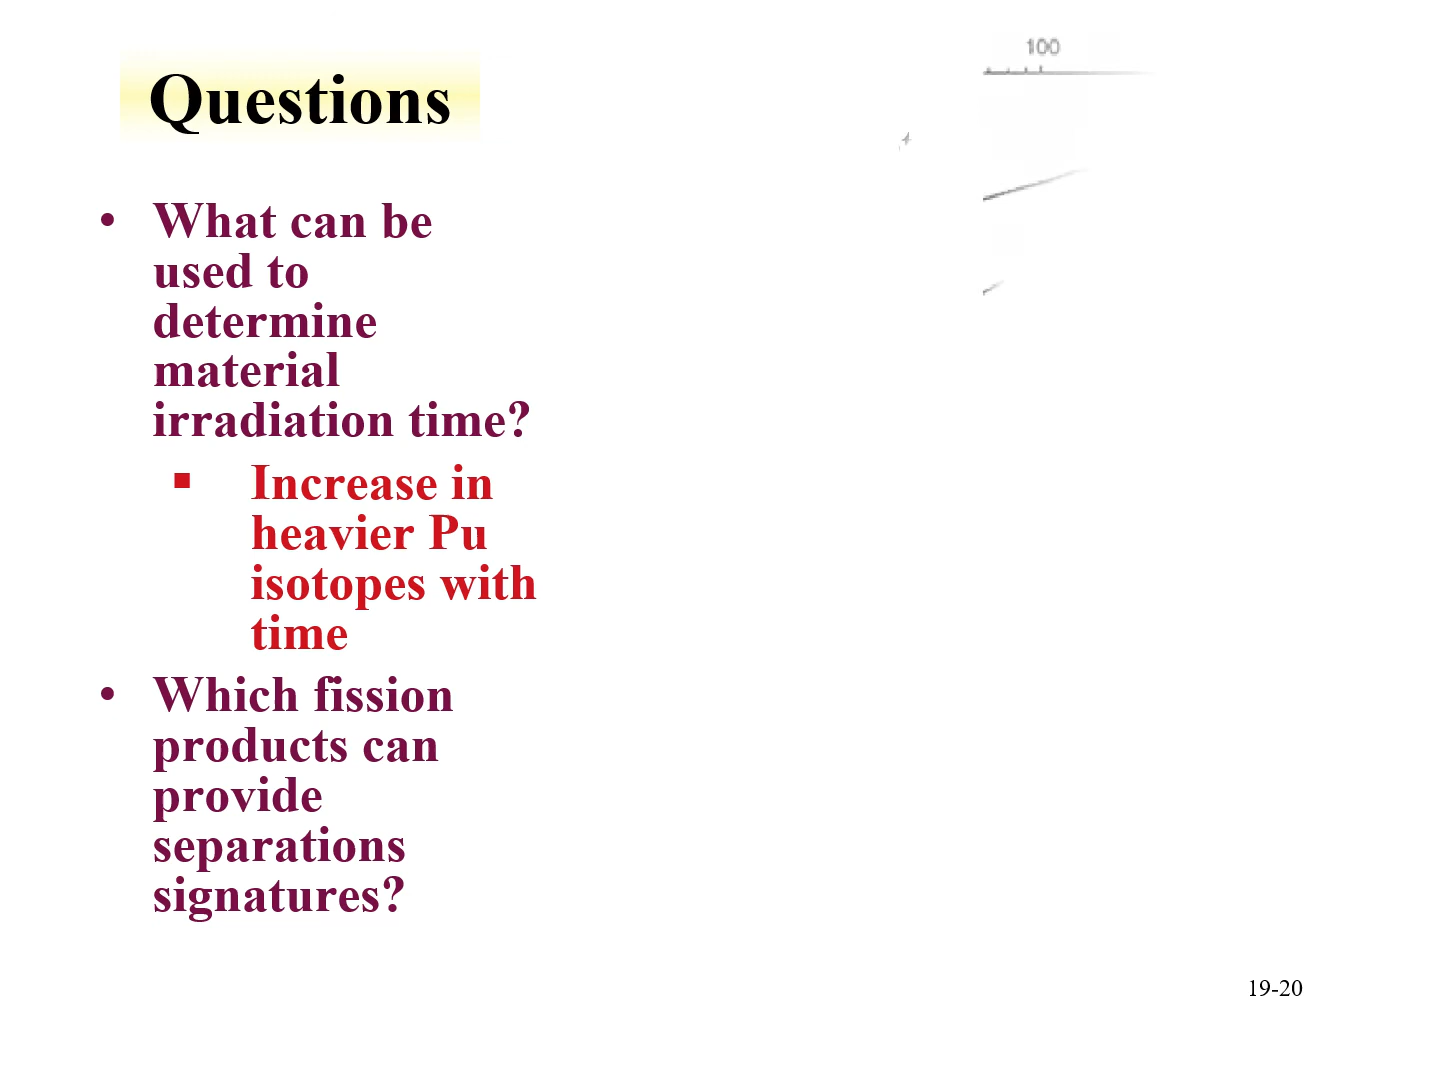 Questions
100
• What can be
used to
determine
material
irradiation time?
▪ Increase in
heavier Pu
isotopes with
time
• Which fission
products can
provide
separations
signatures?
19-20